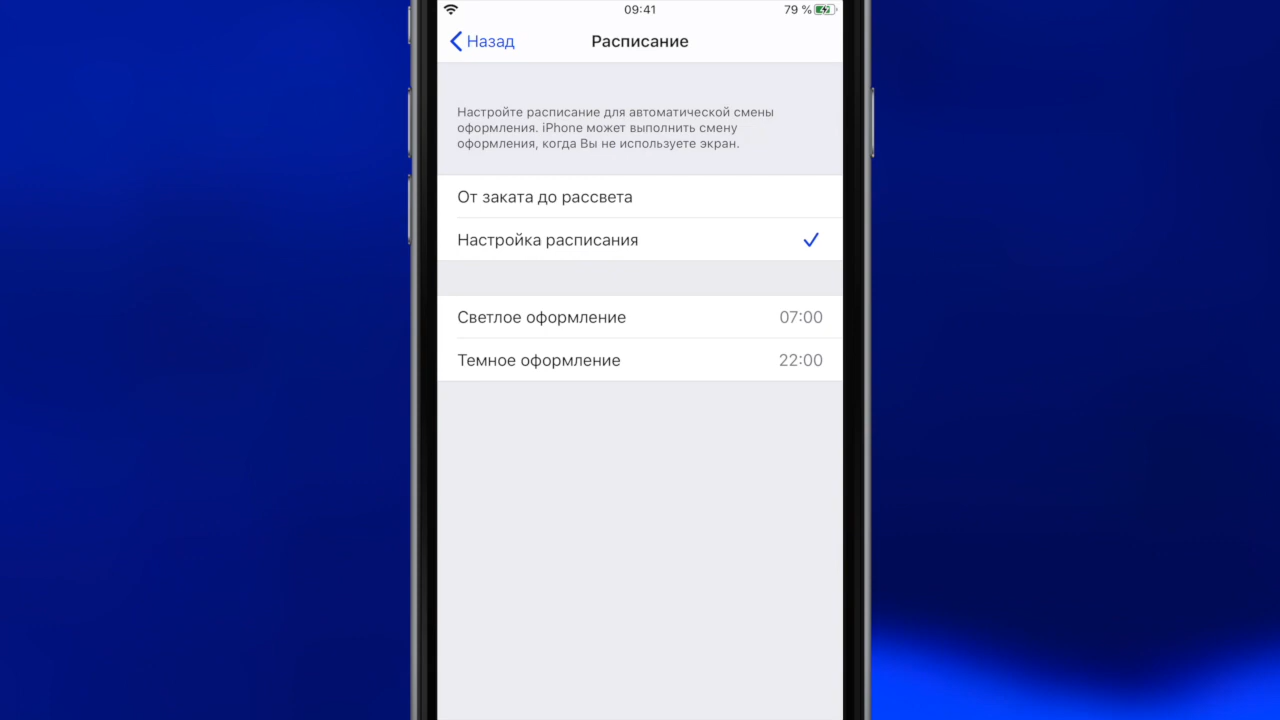 09:41
79 %
Назад
Расписание
Настройте расписание для автоматической смены
оформления. iPhone может выполнить смену
оформления, когда Вы не используете экран.
От заката до рассвета
Настройка расписания
Светлое оформление 07:00
Темное оформление 22:00